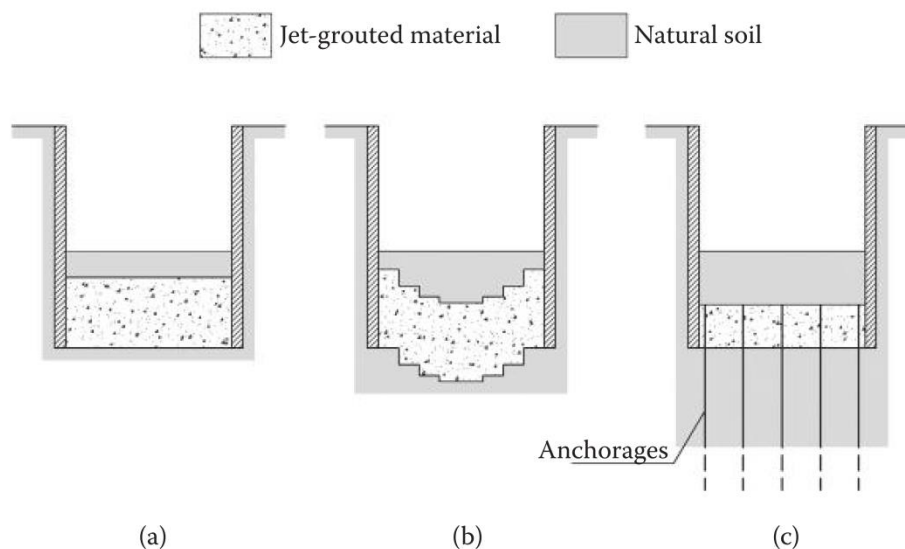 Jet-grouted material
Natural soil
Anchorages
(a)
(b)
(c)